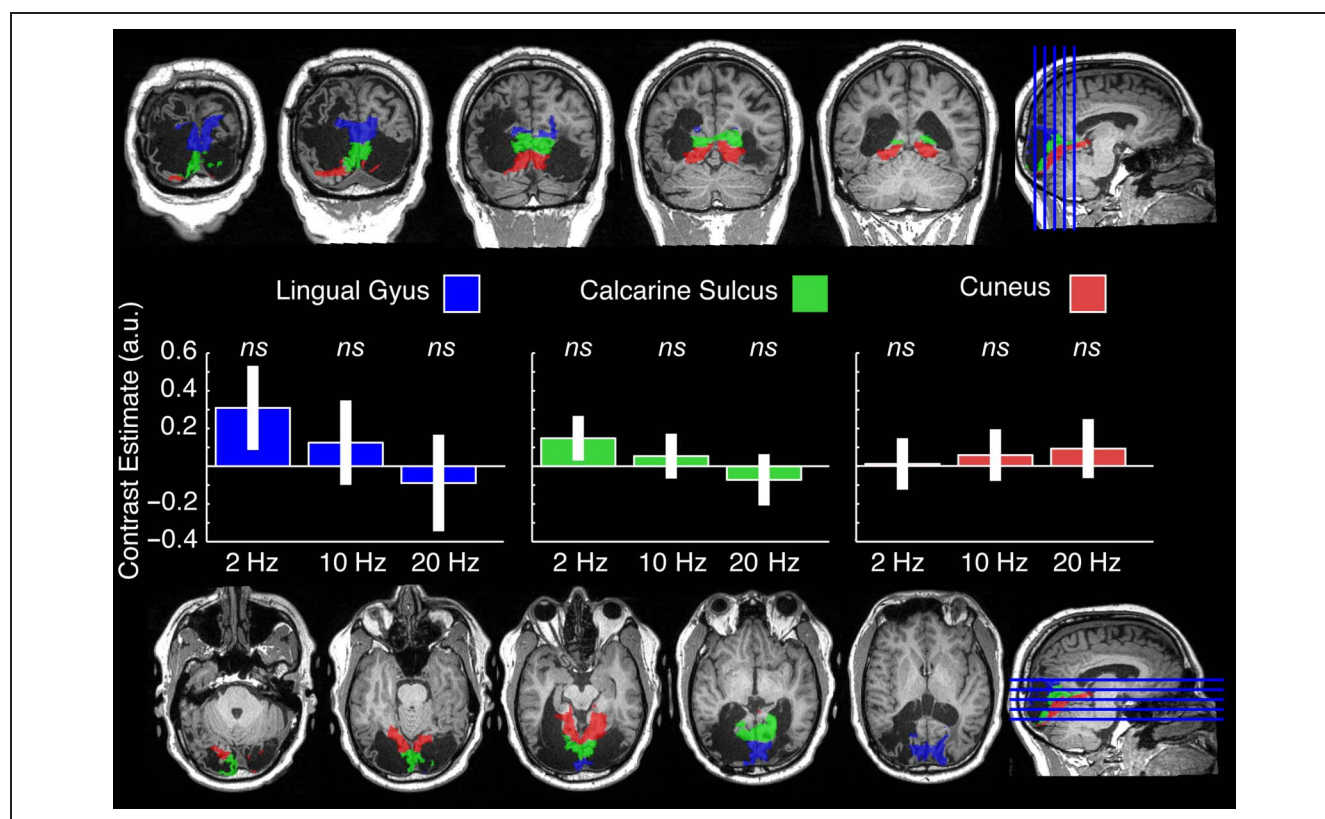 Lingual Gyus
Calcarine Sulcus
Cuneus
Contrast Estimate (a.u.)
0.6
0.4
0.2
−0.2
−0.4
ns ns ns
2 Hz 10 Hz 20 Hz
ns ns ns
2 Hz 10 Hz 20 Hz
ns ns ns
2 Hz 10 Hz 20 Hz